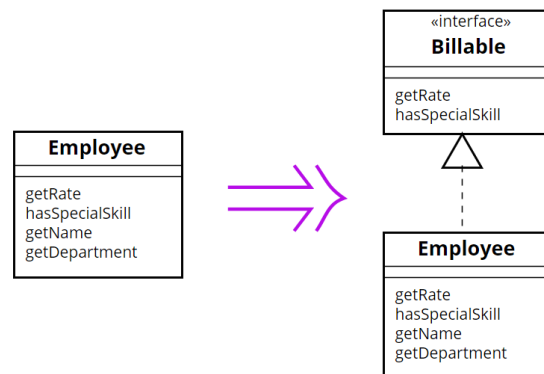 Employee
getRate
hasSpecialSkill
getName
getDepartment
«interface»
Billable
getRate
hasSpecialSkill
Employee
getRate
hasSpecialSkill
getName
getDepartment